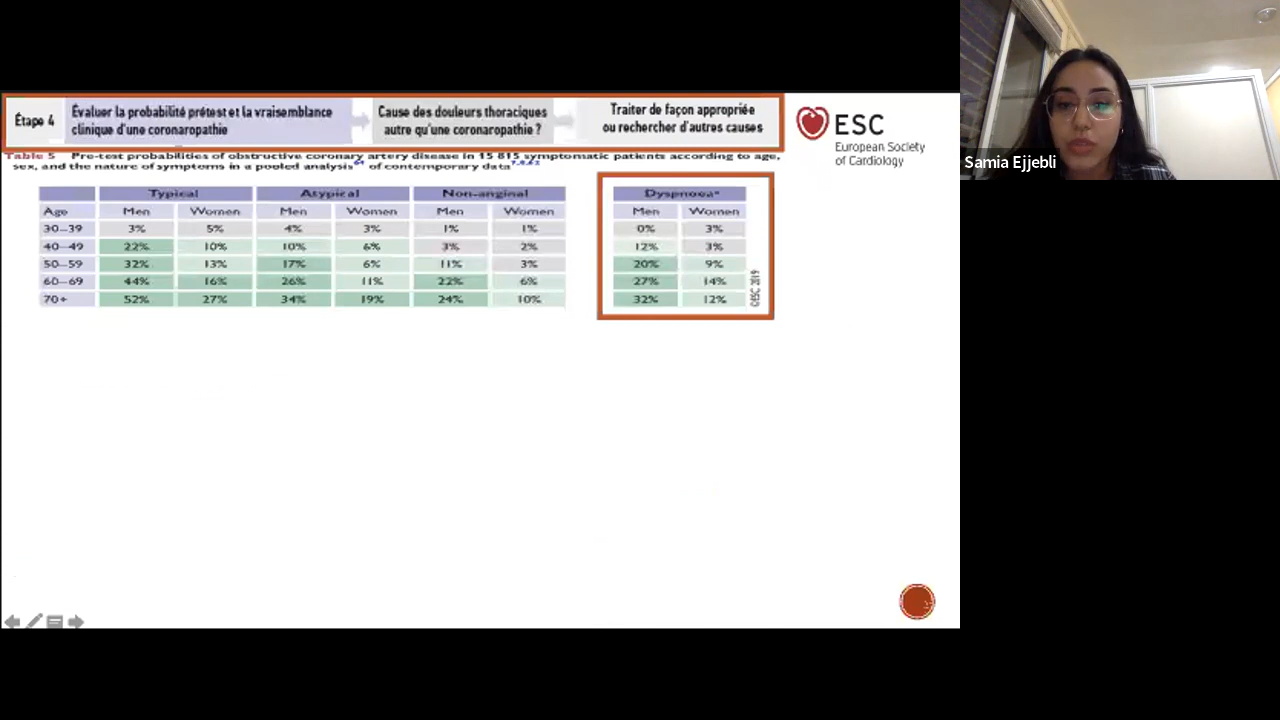 Étape 4
Évaluer la probabilité prétest et la vraisemblance
clinique d'une coronaropathie
Cause des douleurs thoraciques
autre qu'une coronaropathie ?
Traiter de façon appropriée
ou rechercher d'autres causes
ESC
European Society
of Cardiology
Samia Ejjebli
Table 5 Pre-test probabilities of obstructive coronary artery disease in 15 815 symptomatic patients according to age,
sex, and the nature of symptoms in a pooled analysis of contemporary data
Typical Atypical Non-anginal Dyspnoea
Age Men Women Men Women Men Women Men Women
30–39 3% 5% 4% 3% 1% 1% 0% 3%
40–49 22% 10% 10% 6% 3% 2% 12% 3%
50–59 32% 13% 17% 6% 11% 3% 20% 9%
60–69 44% 16% 26% 11% 22% 6% 27% 14%
70+ 52% 27% 34% 19% 24% 10% 32% 12%
©ESC 2019